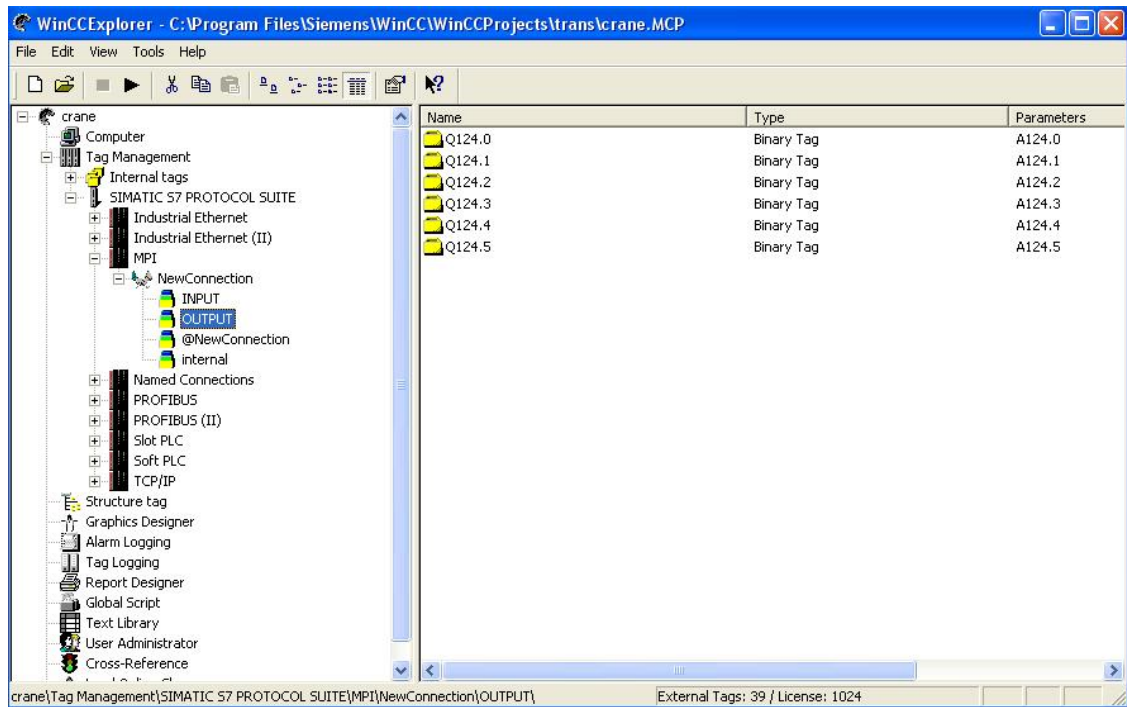 WinCCExplorer - C:\Program Files\Siemens\WinCC\WinCCProjects\trans\crane.MCP
File Edit View Tools Help
crane
Computer
Tag Management
Internal tags
SIMATIC S7 PROTOCOL SUITE
Industrial Ethernet
Industrial Ethernet (II)
MPI
NewConnection
INPUT
OUTPUT
@NewConnection
internal
Named Connections
PROFIBUS
PROFIBUS (II)
Slot PLC
Soft PLC
TCP/IP
Structure tag
Graphics Designer
Alarm Logging
Tag Logging
Report Designer
Global Script
Text Library
User Administrator
Cross-Reference
Name Type Parameters
Q124.0 Binary Tag A124.0
Q124.1 Binary Tag A124.1
Q124.2 Binary Tag A124.2
Q124.3 Binary Tag A124.3
Q124.4 Binary Tag A124.4
Q124.5 Binary Tag A124.5
crane\Tag Management\SIMATIC S7 PROTOCOL SUITE\MPI\NewConnection\OUTPUT\ External Tags: 39 / License: 1024